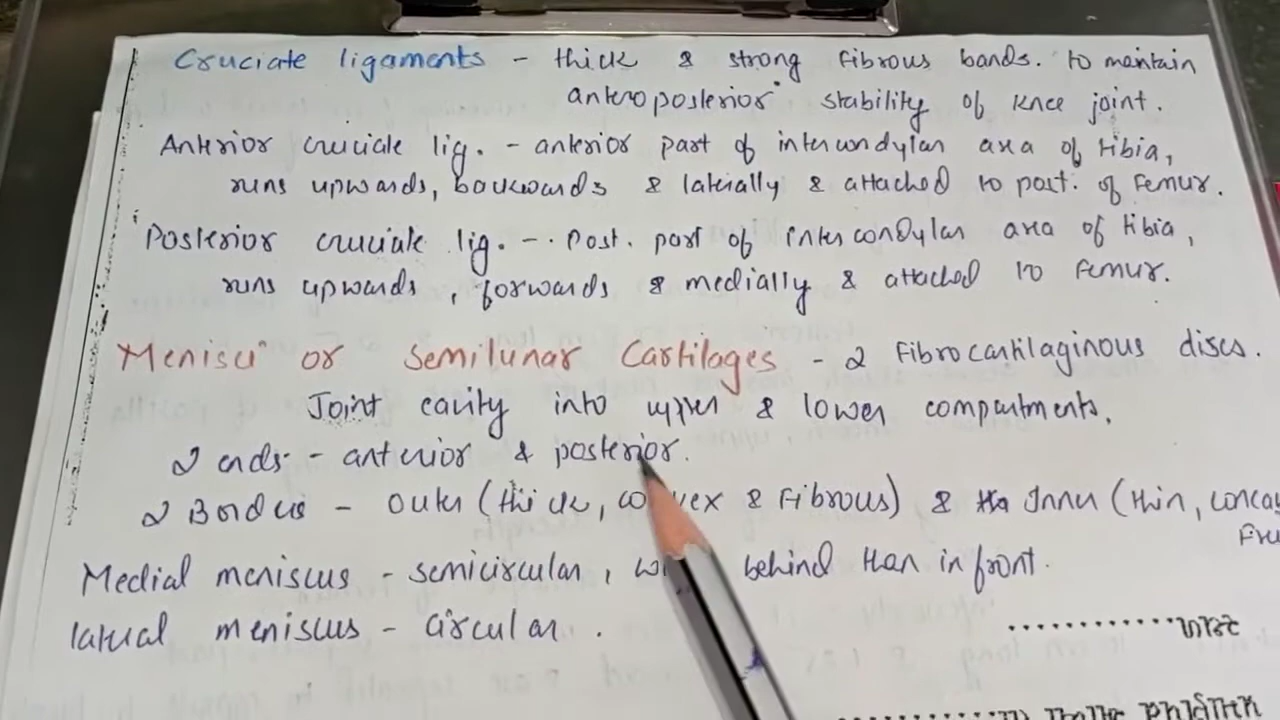 Cruciate ligaments - thick & strong fibrous bands. to maintain
anteroposterior stability of knee joint.
Anterior cruciate lig. - anterior part of intercondylar area of tibia,
runs upwards, backwards & laterally & attached to post. of femur.
Posterior cruciate lig. - Post. part of intercondylar area of tibia,
runs upwards, forwards & medially & attached to femur.
Menisci or Semilunar Cartilages - 2 Fibrocartilaginous discs.
Joint cavity into upper & lower compartments.
2 ends - anterior & posterior.
2 Borders - Outer (thick, & Fibrous) & Inner (thin,
Medial meniscus - semicircular, behind than in front.
lateral meniscus - circular.